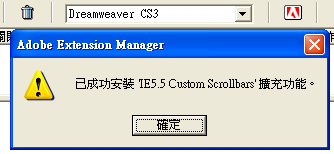 Dreamweaver CS3
Adobe Extension Manager
已成功安裝 'IE5.5 Custom Scrollbars' 擴充功能。
確定